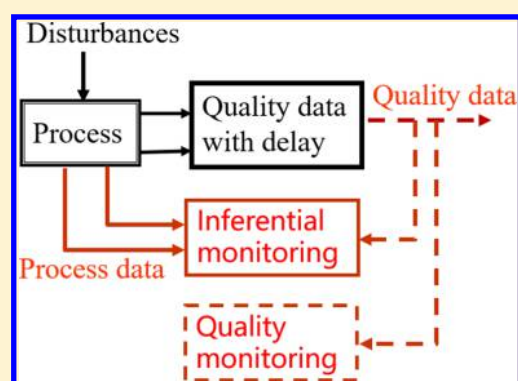 Disturbances
Process
Quality data
with delay
Quality data
Inferential
monitoring
Process data
Quality
monitoring